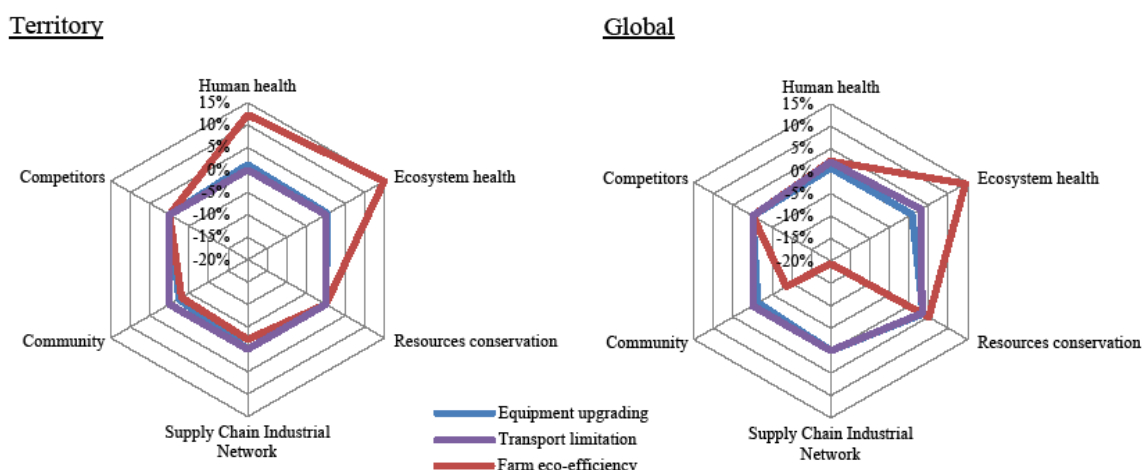 Territory
Global
Human health
15%
10%
5%
0%
-5%
-10%
-15%
-20%
Competitors
Ecosystem health
Community
Resources conservation
Supply Chain Industrial
Network
Human health
15%
10%
5%
0%
-5%
-10%
-15%
-20%
Competitors
Ecosystem health
Community
Resources conservation
Supply Chain Industrial
Network
Equipment upgrading
Transport limitation
Farm eco-efficiency